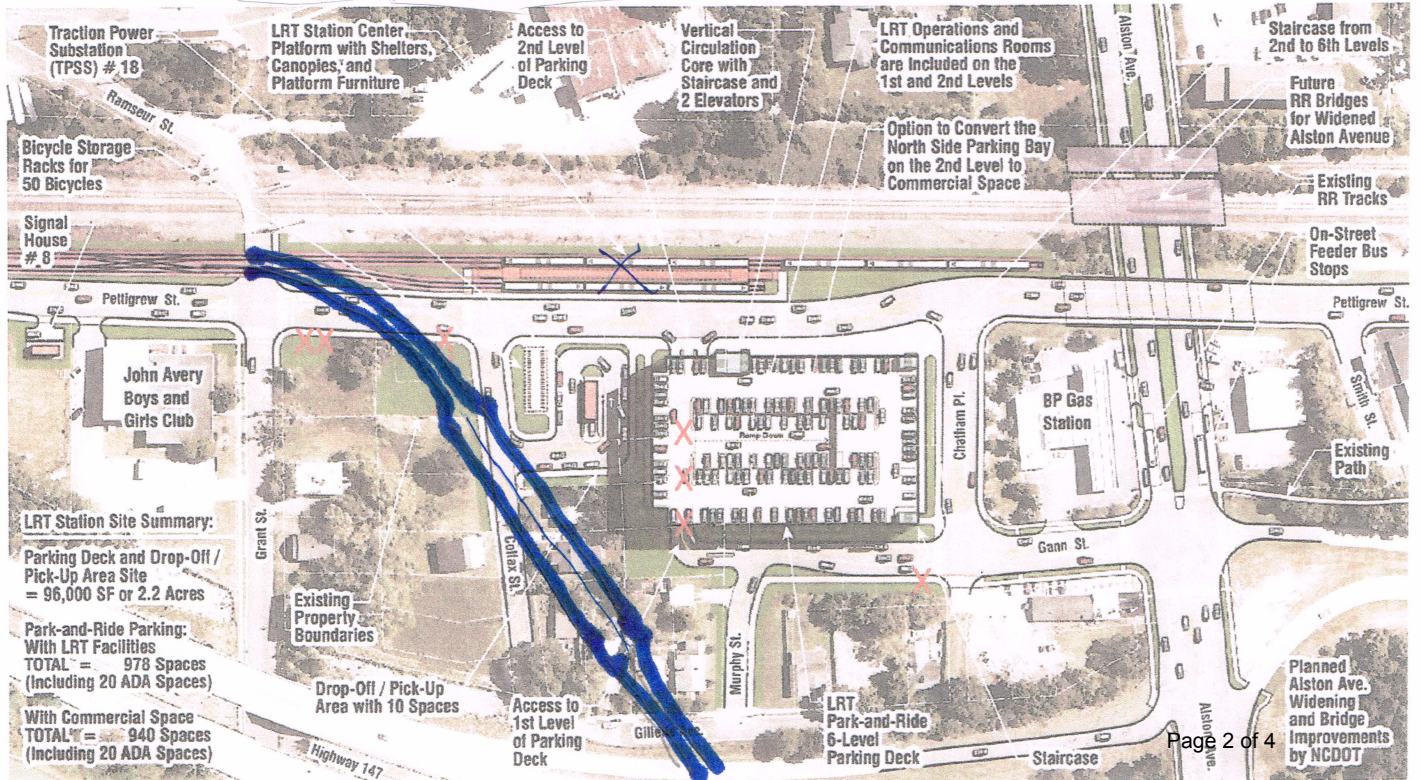 Traction Power
Substation
(TPSS) # 18
LRT Station Center
Platform with Shelters,
Canopies, and
Platform Furniture
Access to
2nd Level
of Parking
Deck
Vertical
Circulation
Core with
Staircase and
2 Elevators
LRT Operations and
Communications Rooms
are Included on the
1st and 2nd Levels
Alston Ave.
Staircase from
2nd to 6th Levels
Future
RR Bridges
for Widened
Alston Avenue
Ramseur St.
Option to Convert the
North Side Parking Bay
on the 2nd Level to
Commercial Space
Bicycle Storage
Racks for
50 Bicycles
Existing
RR Tracks
Signal
House
# 8
On-Street
Feeder Bus
Stops
Pettigrew St.
Pettigrew St.
John Avery
Boys and
Girls Club
Ramp Down
Chatham Pl.
BP Gas
Station
Smith St.
Existing
Path
LRT Station Site Summary:
Parking Deck and Drop-Off /
Pick-Up Area Site
= 96,000 SF or 2.2 Acres
Park-and-Ride Parking:
With LRT Facilities
TOTAL = 978 Spaces
(Including 20 ADA Spaces)
With Commercial Space
TOTAL = 940 Spaces
(Including 20 ADA Spaces)
Grant St.
Colfax St.
Gann St.
Existing
Property
Boundaries
Murphy St.
Drop-Off / Pick-Up
Area with 10 Spaces
Access to
1st Level
of Parking
Deck
LRT
Park-and-Ride
6-Level
Parking Deck
Staircase
Highway 147
Alston Ave.
Planned
Alston Ave.
Widening
and Bridge
Improvements
by NCDOT
Page 2 of 4